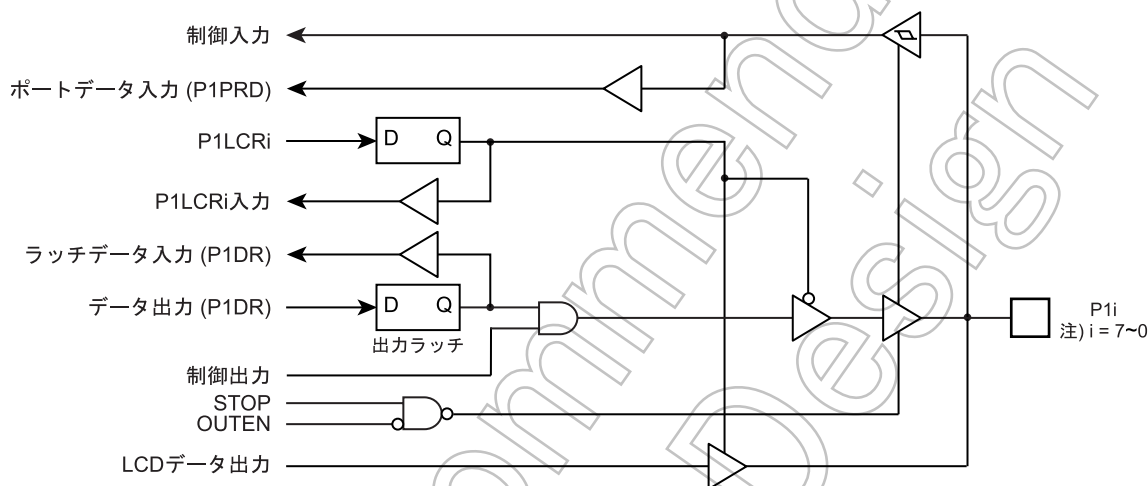 制御入力
ポートデータ入力 (P1PRD)
P1LCRi
D Q
P1LCRi入力
ラッチデータ入力 (P1DR)
データ出力 (P1DR)
D Q
出力ラッチ
P1i
注) i = 7~0
制御出力
STOP
OUTEN
LCDデータ出力
ommend
Design